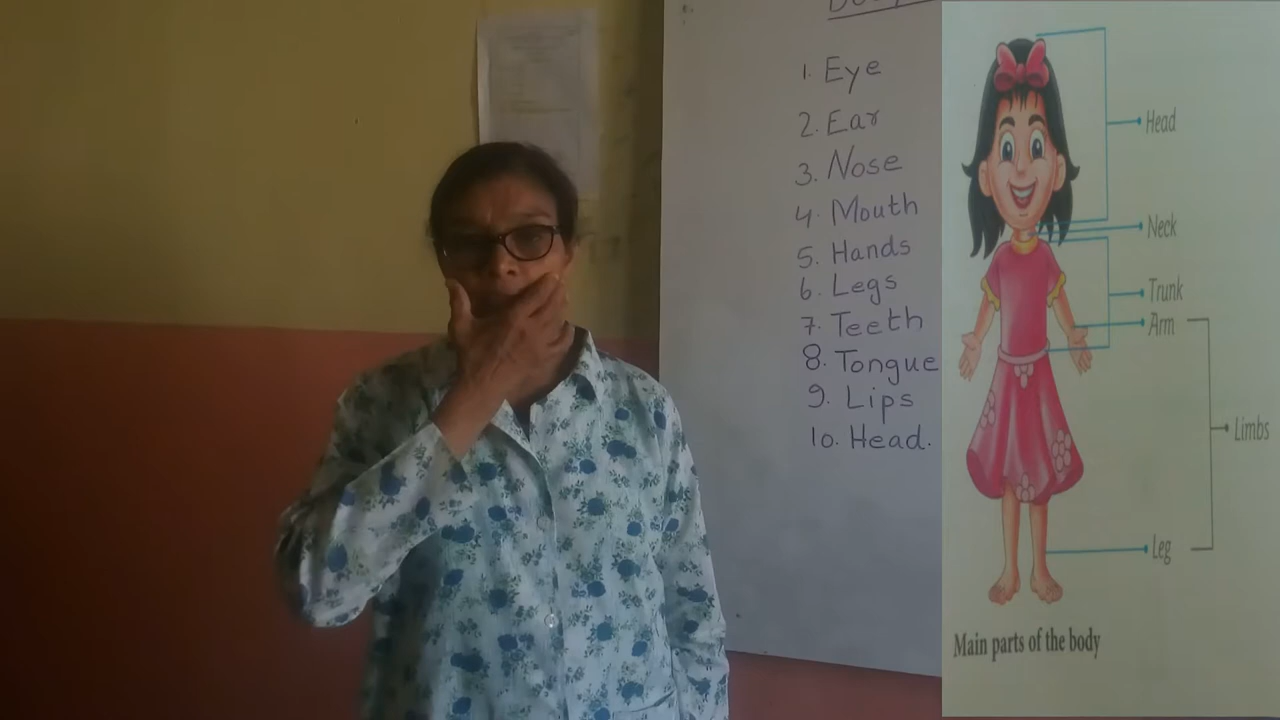 1. Eye
2. Ear
3. Nose
4. Mouth
5. Hands
6. Legs
7. Teeth
8. Tongue
9. Lips
10. Head.
Head
Neck
Trunk
Arm
Limbs
Leg
Main parts of the body